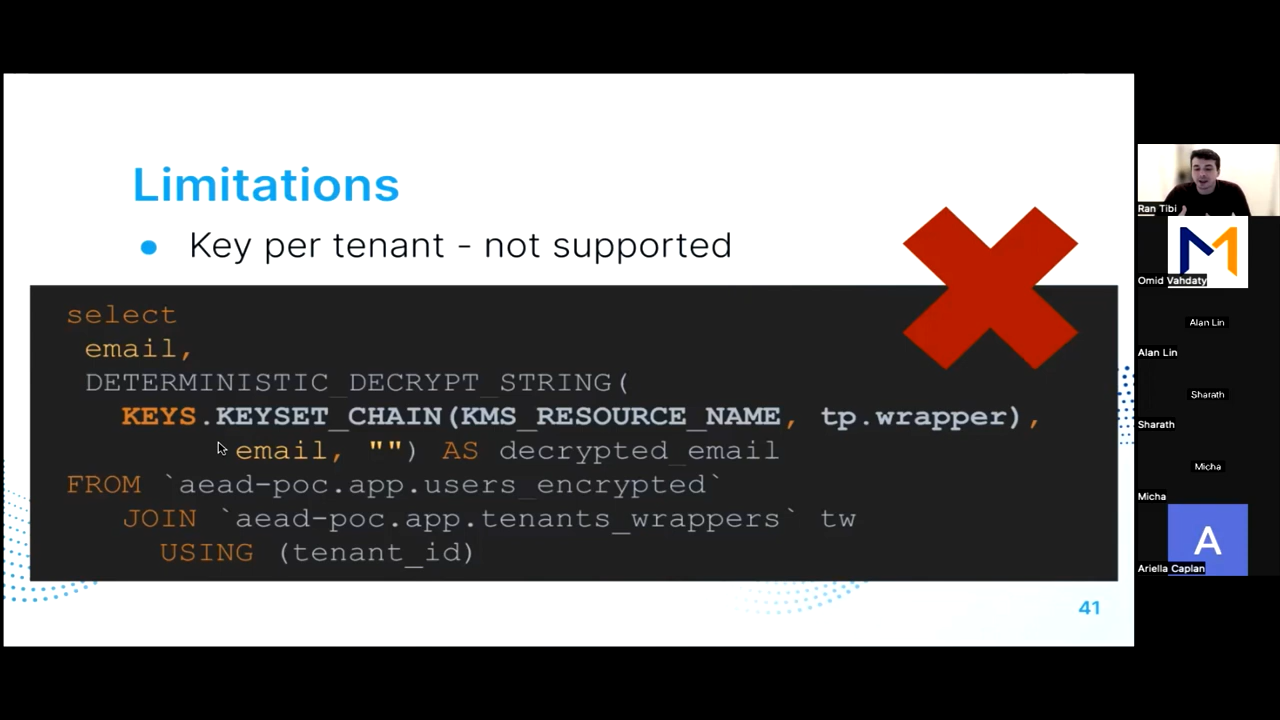 Limitations
● Key per tenant - not supported
select
email,
DETERMINISTIC_DECRYPT_STRING(
KEYS.KEYSET_CHAIN(KMS_RESOURCE_NAME, tp.wrapper),
email, "") AS decrypted_email
FROM `aead-poc.app.users_encrypted`
JOIN `aead-poc.app.tenants_wrappers` tw
USING (tenant_id)
41
Ran Tibi
M
Omid Vahdaty
Alan Lin
Alan Lin
Sharath
Sharath
Micha
Micha
A
Ariella Caplan